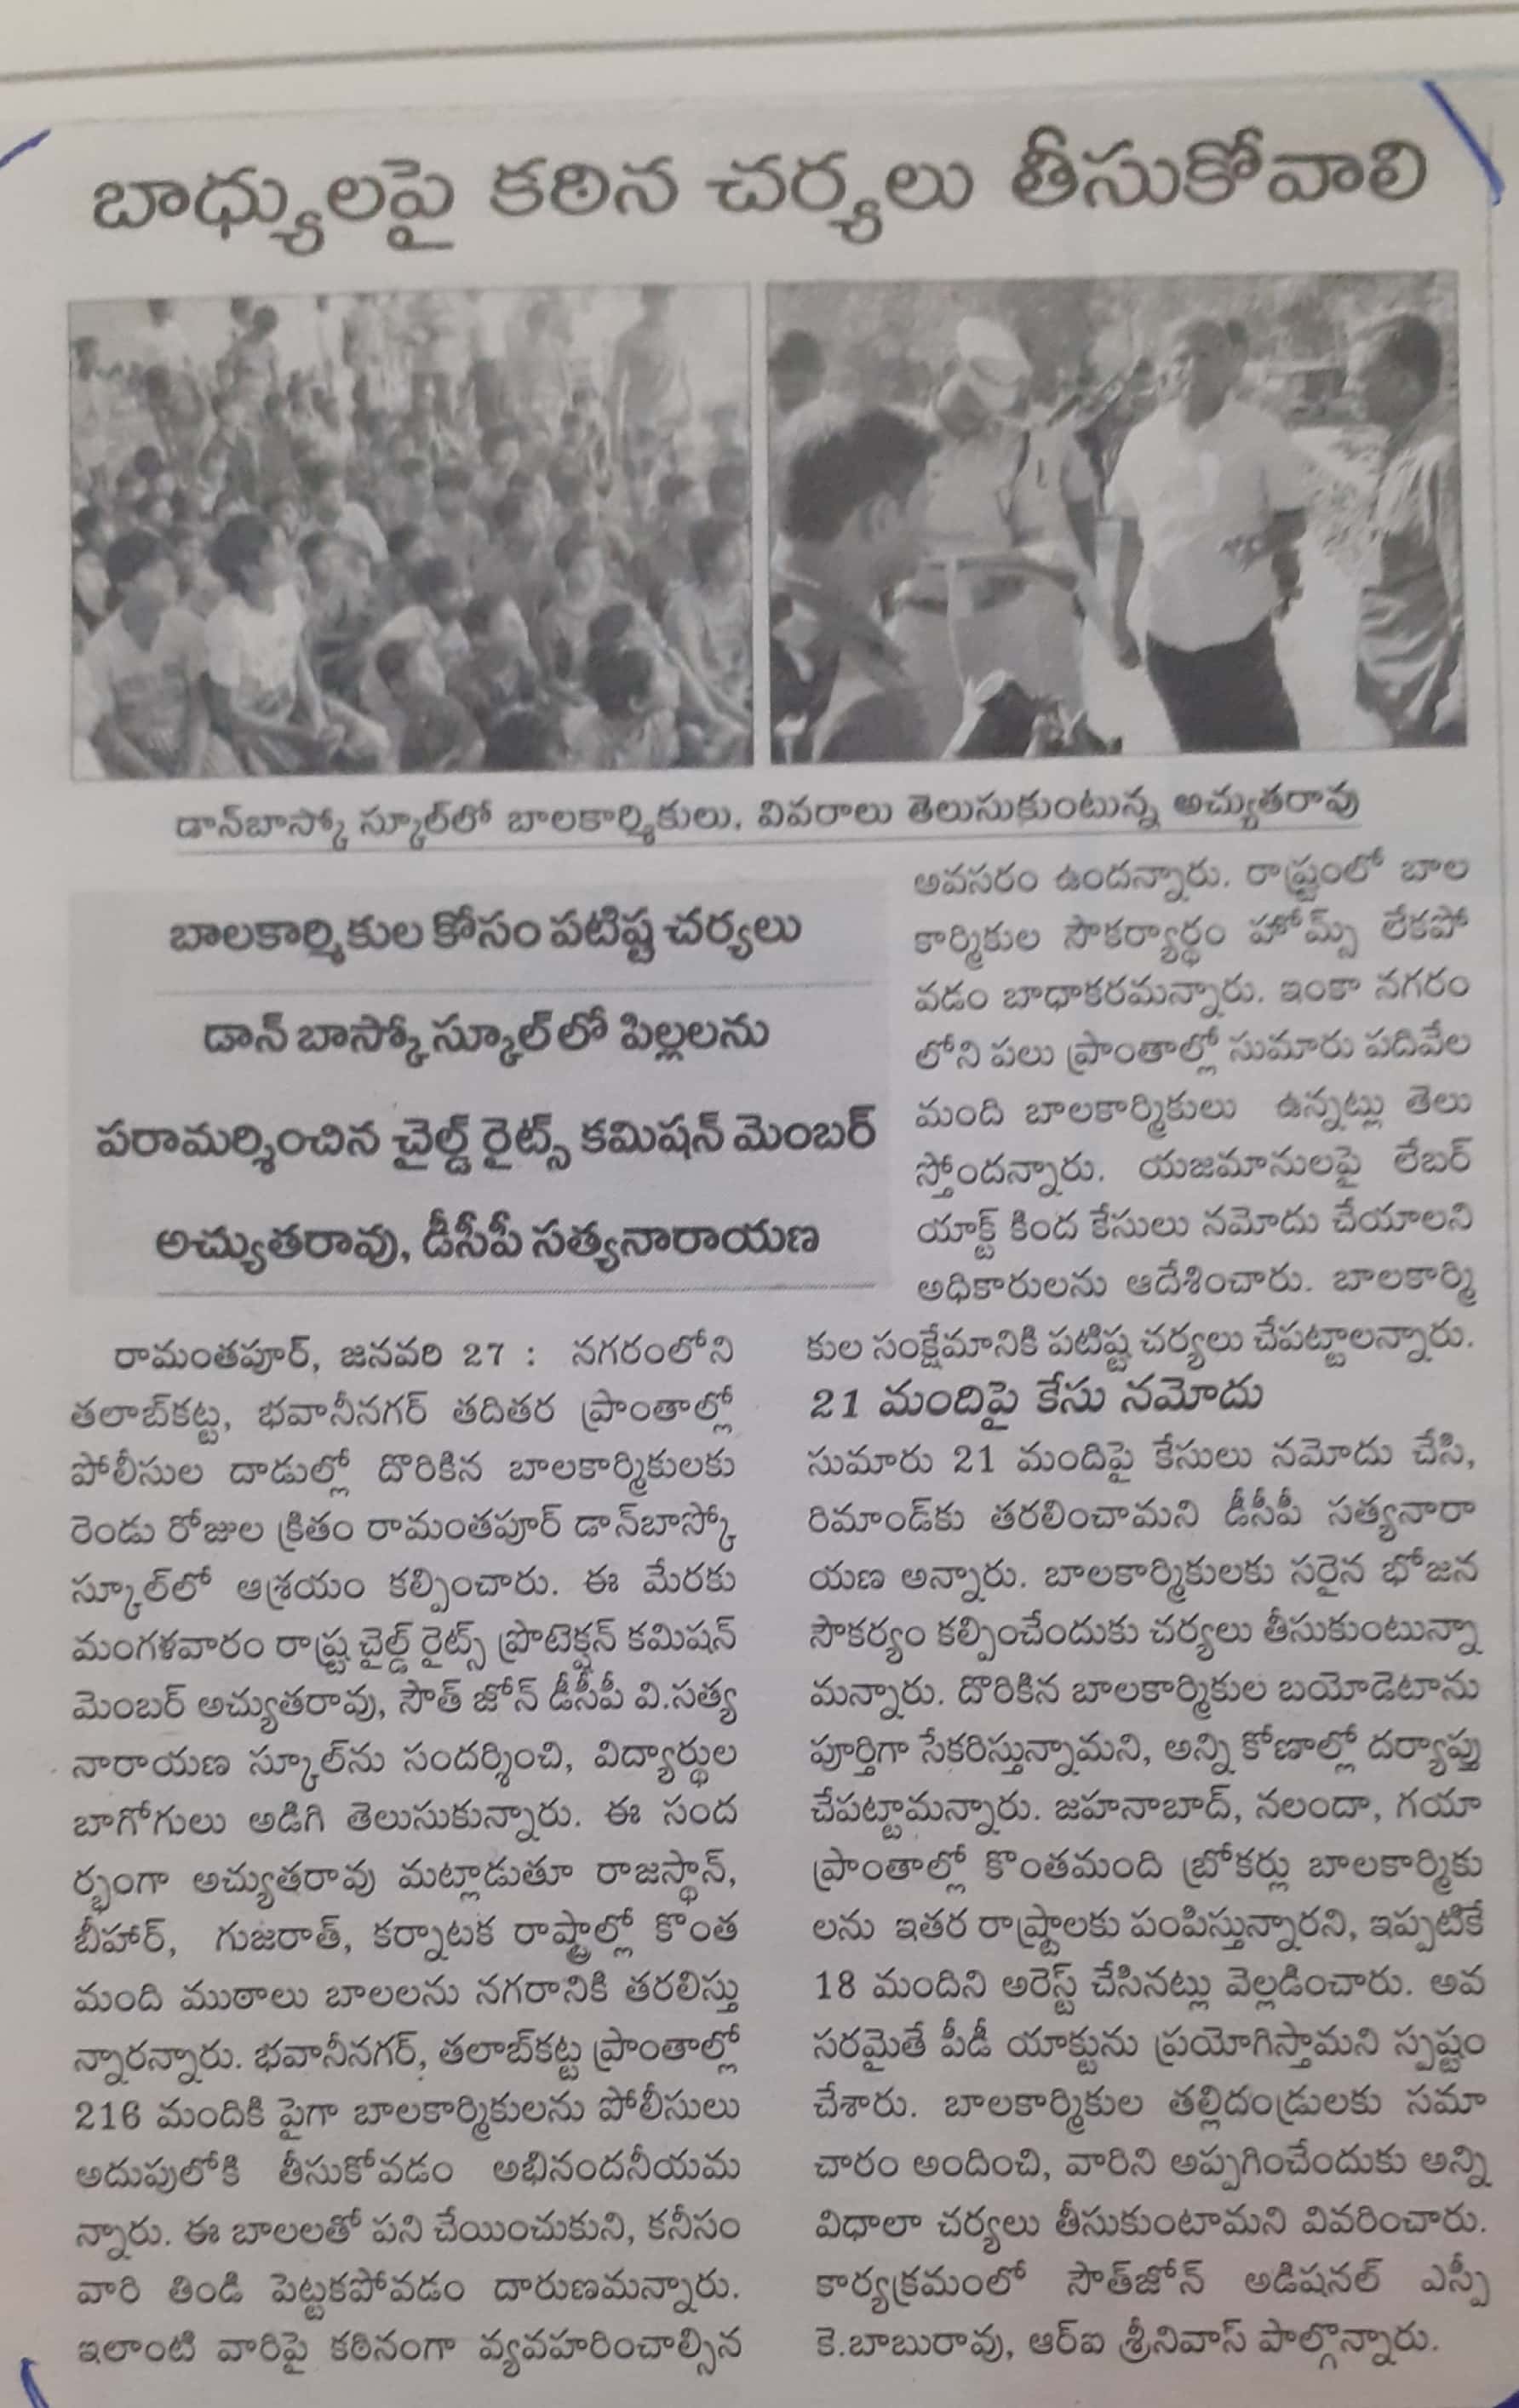 బాధ్యులపై కఠిన చర్యలు తీసుకోవాలి
డాన్‌బాస్కో స్కూల్‌లో బాలకార్మికులు. వివరాలు తెలుసుకుంటున్న అచ్యుతరావు
బాలకార్మికుల కోసం పటిష్ట చర్యలు
డాన్ బాస్కో స్కూల్‌లో పిల్లలను
పరామర్శించిన చైల్డ్ రైట్స్ కమిషన్ మెంబర్
అచ్యుతరావు, డీసీపీ సత్యనారాయణ
రామంతపూర్, జనవరి 27 : నగరంలోని
తలాబ్‌కట్ట, భవానీనగర్ తదితర ప్రాంతాల్లో
పోలీసుల దాడుల్లో దొరికిన బాలకార్మికులకు
రెండు రోజుల క్రితం రామంతపూర్ డాన్‌బాస్కో
స్కూల్‌లో ఆశ్రయం కల్పించారు. ఈ మేరకు
మంగళవారం రాష్ట్ర చైల్డ్ రైట్స్ ప్రొటెక్షన్ కమిషన్
మెంబర్ అచ్యుతరావు, సౌత్ జోన్ డీసీపీ వి.సత్య
నారాయణ స్కూల్‌ను సందర్శించి, విద్యార్థుల
బాగోగులు అడిగి తెలుసుకున్నారు. ఈ సంద
ర్భంగా అచ్యుతరావు మట్లాడుతూ రాజస్థాన్,
బీహార్, గుజరాత్, కర్నాటక రాష్ట్రాల్లో కొంత
మంది ముఠాలు బాలలను నగరానికి తరలిస్తు
న్నారన్నారు. భవానీనగర్, తలాబ్‌కట్ట ప్రాంతాల్లో
216 మందికి పైగా బాలకార్మికులను పోలీసులు
అదుపులోకి తీసుకోవడం అభినందనీయమ
న్నారు. ఈ బాలలతో పని చేయించుకుని, కనీసం
వారి తిండి పెట్టకపోవడం దారుణమన్నారు.
ఇలాంటి వారిపై కఠినంగా వ్యవహరించాల్సిన
అవసరం ఉందన్నారు. రాష్ట్రంలో బాల
కార్మికుల సౌకర్యార్థం హోమ్స్ లేకపో
వడం బాధాకరమన్నారు. ఇంకా నగరం
లోని పలు ప్రాంతాల్లో సుమారు పదివేల
మంది బాలకార్మికులు ఉన్నట్లు తెలు
స్తోందన్నారు. యజమానులపై లేబర్
యాక్ట్ కింద కేసులు నమోదు చేయాలని
అధికారులను ఆదేశించారు. బాలకార్మి
కుల సంక్షేమానికి పటిష్ట చర్యలు చేపట్టాలన్నారు.
21 మందిపై కేసు నమోదు
సుమారు 21 మందిపై కేసులు నమోదు చేసి,
రిమాండ్‌కు తరలించామని డీసీపీ సత్యనారా
యణ అన్నారు. బాలకార్మికులకు సరైన భోజన
సౌకర్యం కల్పించేందుకు చర్యలు తీసుకుంటున్నా
మన్నారు. దొరికిన బాలకార్మికుల బయోడెటాను
పూర్తిగా సేకరిస్తున్నామని, అన్ని కోణాల్లో దర్యాప్తు
చేపట్టామన్నారు. జహనాబాద్, నలందా, గయా
ప్రాంతాల్లో కొంతమంది బ్రోకర్లు బాలకార్మికు
లను ఇతర రాష్ట్రాలకు పంపిస్తున్నారని, ఇప్పటికే
18 మందిని అరెస్ట్ చేసినట్లు వెల్లడించారు. అవ
సరమైతే పీడీ యాక్టును ప్రయోగిస్తామని స్పష్టం
చేశారు. బాలకార్మికుల తల్లిదండ్రులకు సమా
చారం అందించి, వారిని అప్పగించేందుకు అన్ని
విధాలా చర్యలు తీసుకుంటామని వివరించారు.
కార్యక్రమంలో సౌత్‌జోన్ అడిషనల్ ఎస్పీ
కె.బాబురావు, ఆర్ఐ శ్రీనివాస్ పాల్గొన్నారు.